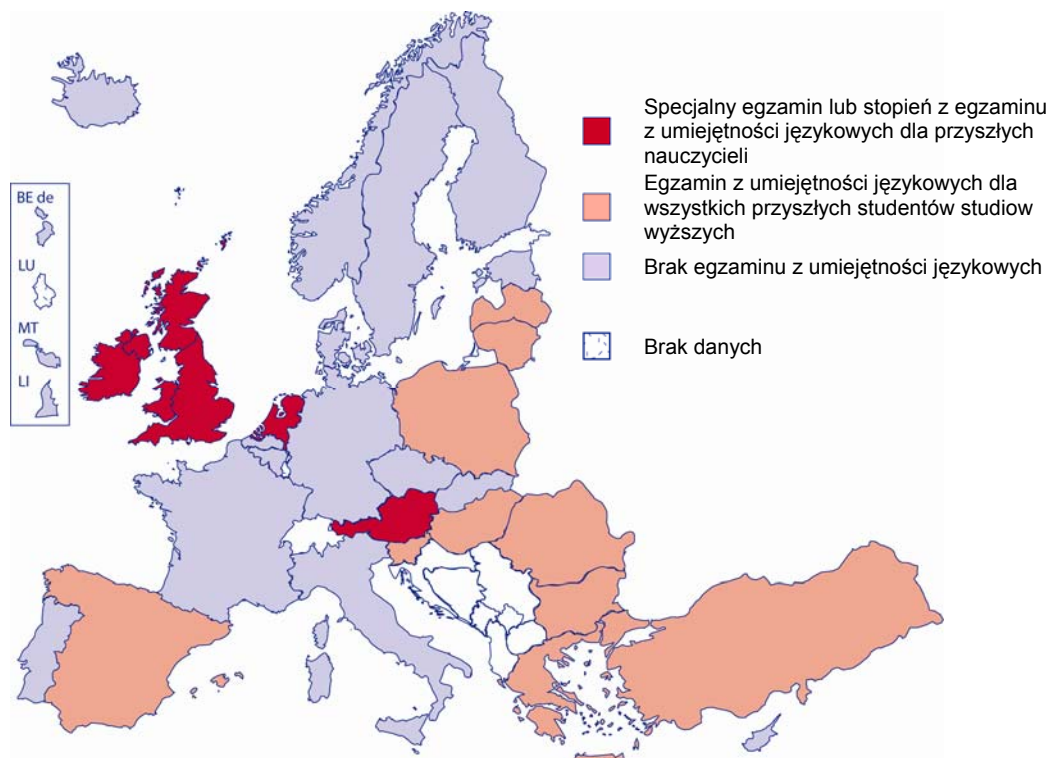 Specjalny egzamin lub stopień z egzaminu
z umiejętności językowych dla przyszłych
nauczycieli
Egzamin z umiejętności językowych dla
wszystkich przyszłych studentów studiow
wyższych
Brak egzaminu z umiejętności językowych
Brak danych
BE de
LU
MT
LI